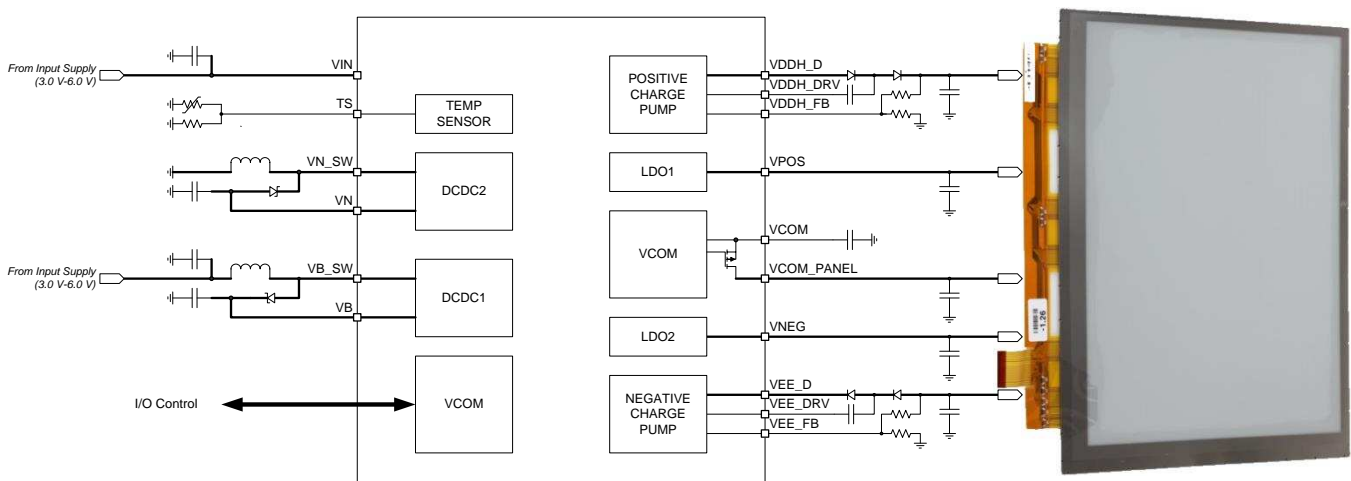 From Input Supply
(3.0 V-6.0 V)
VIN
TS
TEMP
SENSOR
VN_SW
VN
DCDC2
From Input Supply
(3.0 V-6.0 V)
VB_SW
VB
DCDC1
I/O Control
VCOM
POSITIVE
CHARGE
PUMP
VDDH_D
VDDH_DRV
VDDH_FB
LDO1
VPOS
VCOM
VCOM
VCOM_PANEL
LDO2
VNEG
NEGATIVE
CHARGE
PUMP
VEE_D
VEE_DRV
VEE_FB
-1.26